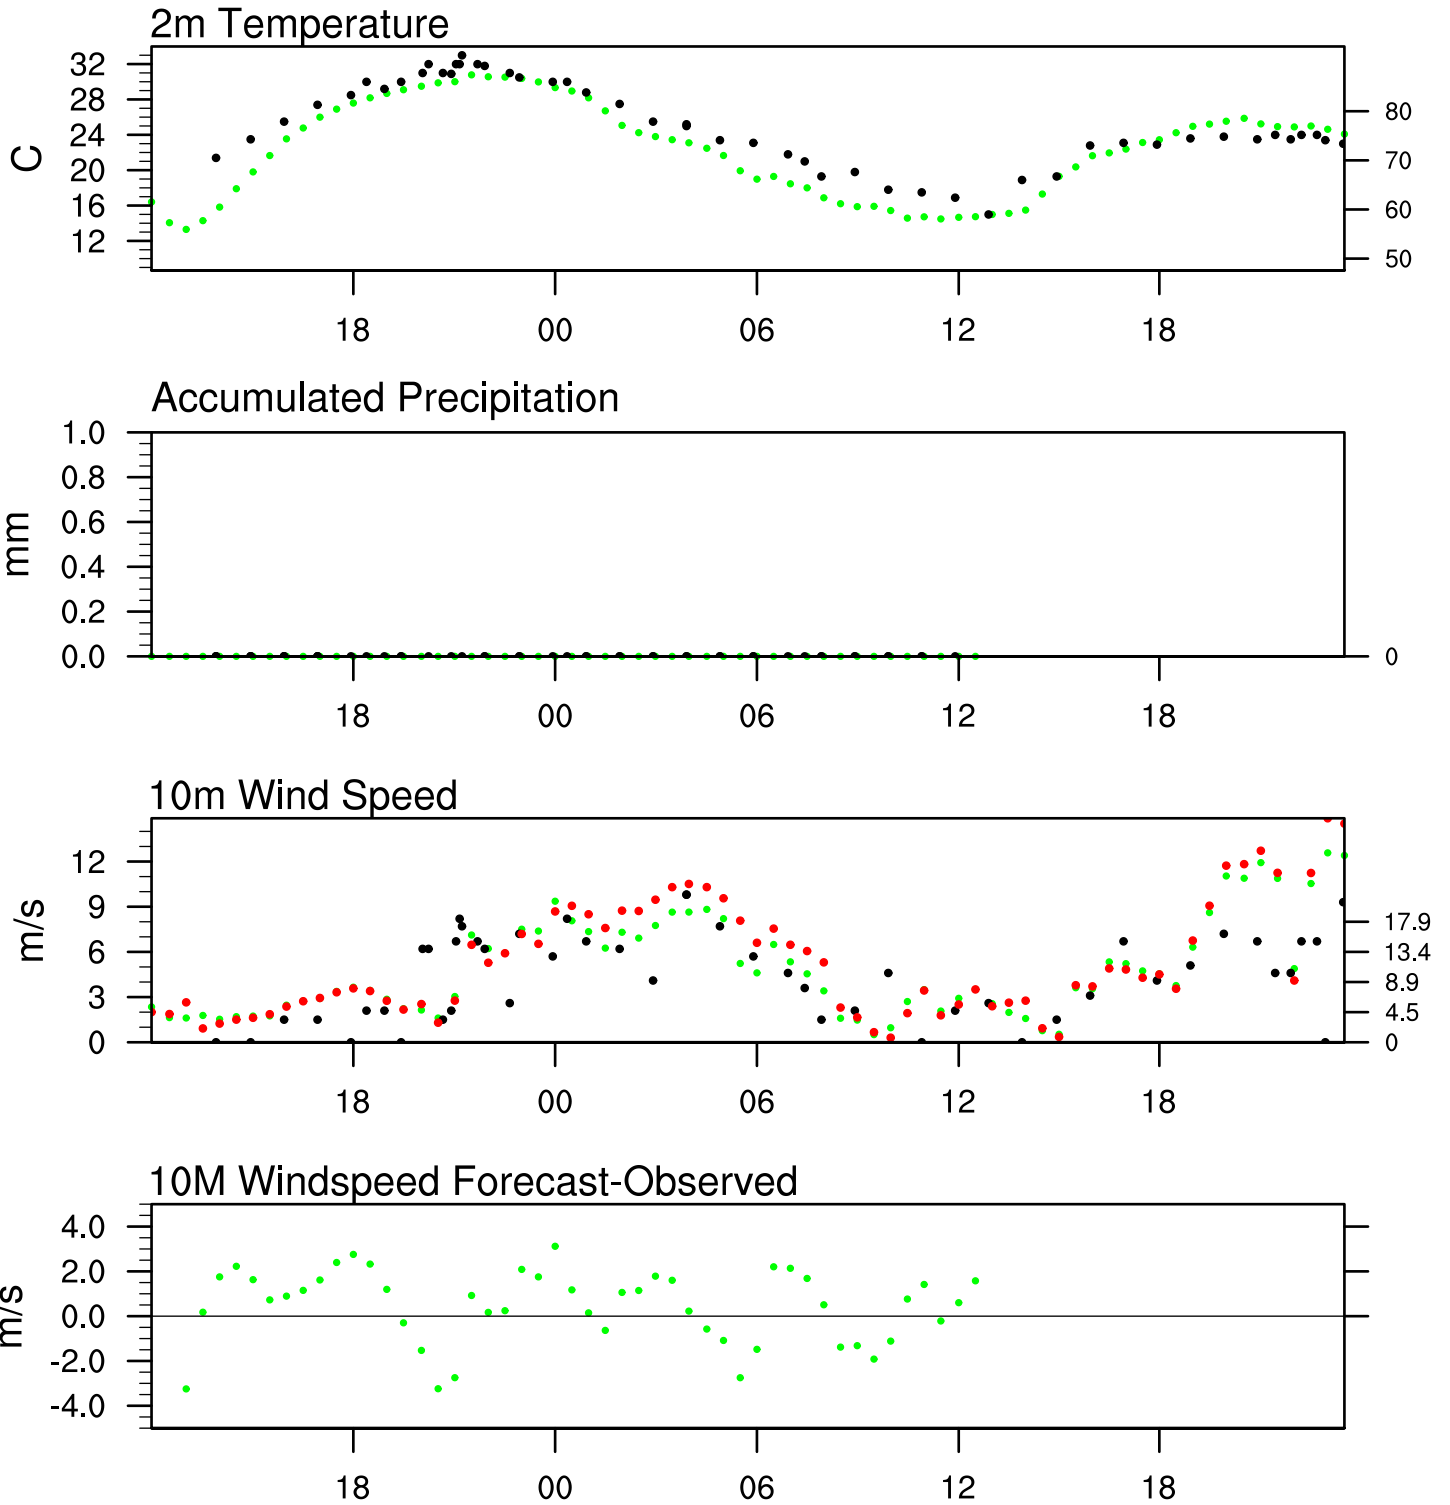 2m Temperature
C
32
28
24
20
16
12
80
70
60
50
18 00 06 12 18
Accumulated Precipitation
mm
1.0
0.8
0.6
0.4
0.2
0.0
0
18 00 06 12 18
10m Wind Speed
m/s
12
9
6
3
0
17.9
13.4
8.9
4.5
0
18 00 06 12 18
10M Windspeed Forecast-Observed
m/s
4.0
2.0
0.0
-2.0
-4.0
18 00 06 12 18